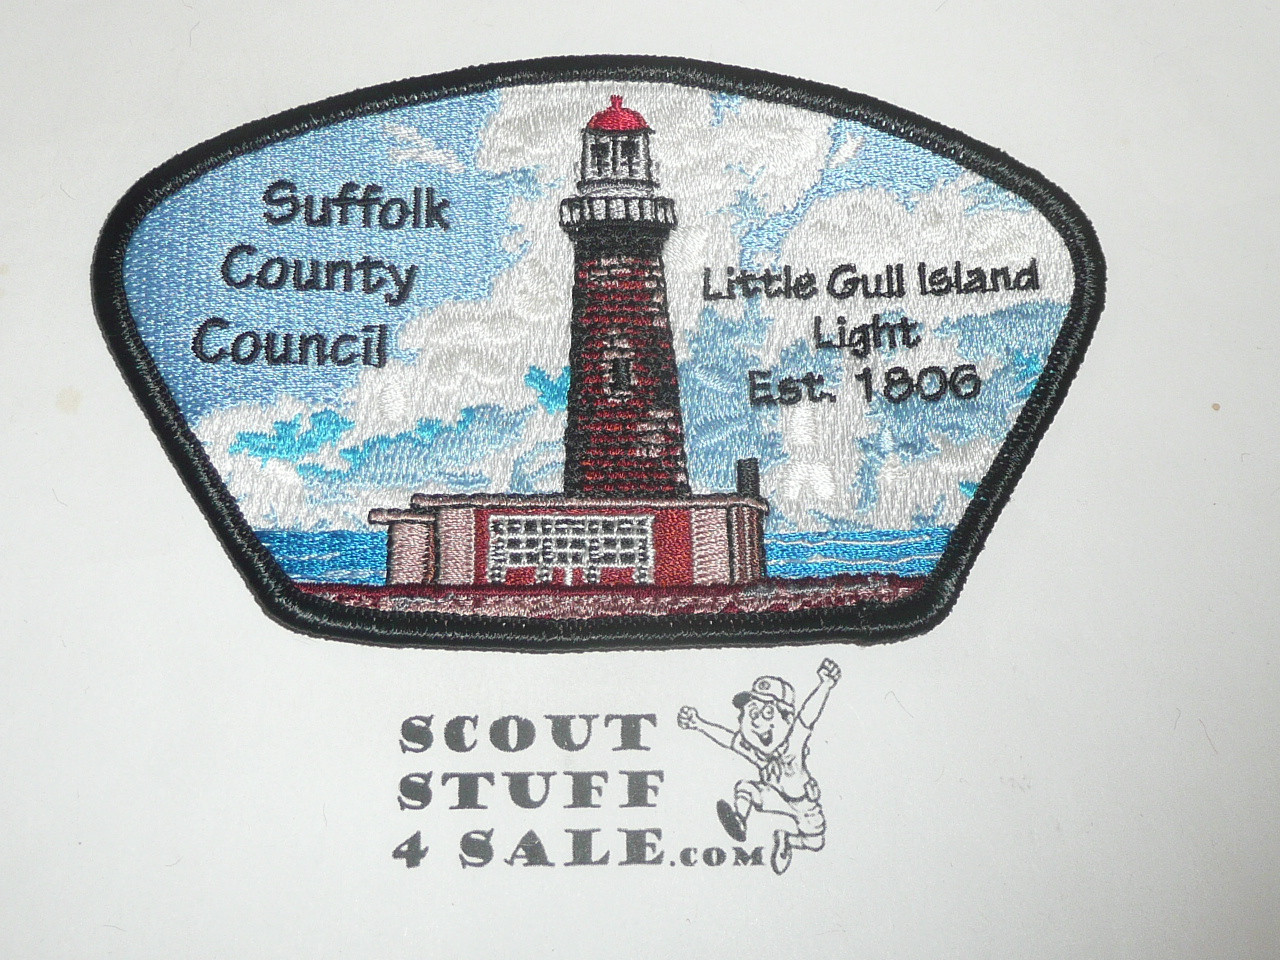 Suffolk
County
Council
Little Gull Island
Light
Est. 1806
SCOUT
STUFF
4 SALE.COM